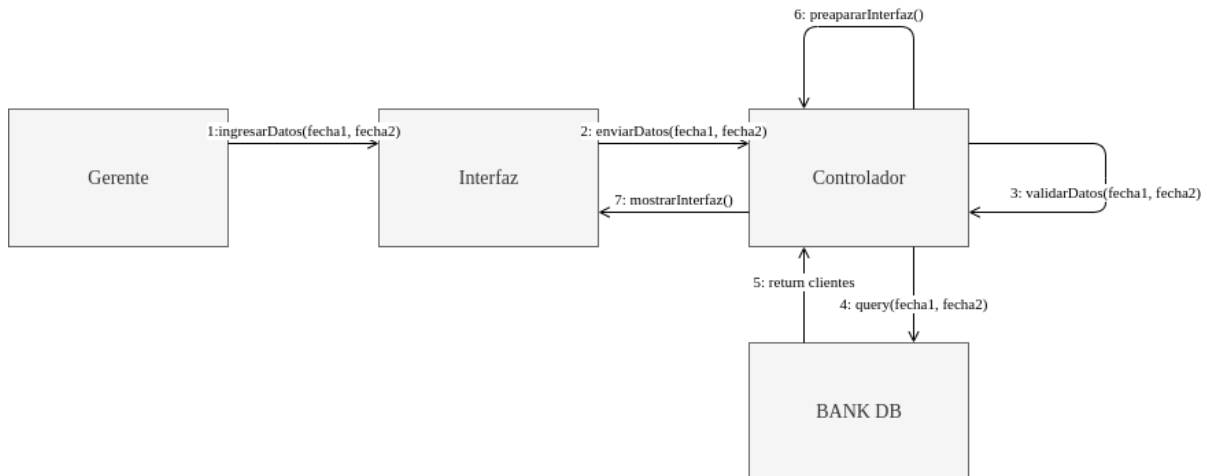 6: preapararInterfaz()
1:ingresarDatos(fecha1, fecha2)
2: enviarDatos(fecha1, fecha2)
Gerente
Interfaz
Controlador
3: validarDatos(fecha1, fecha2)
7: mostrarInterfaz()
5: return clientes
4: query(fecha1, fecha2)
BANK DB